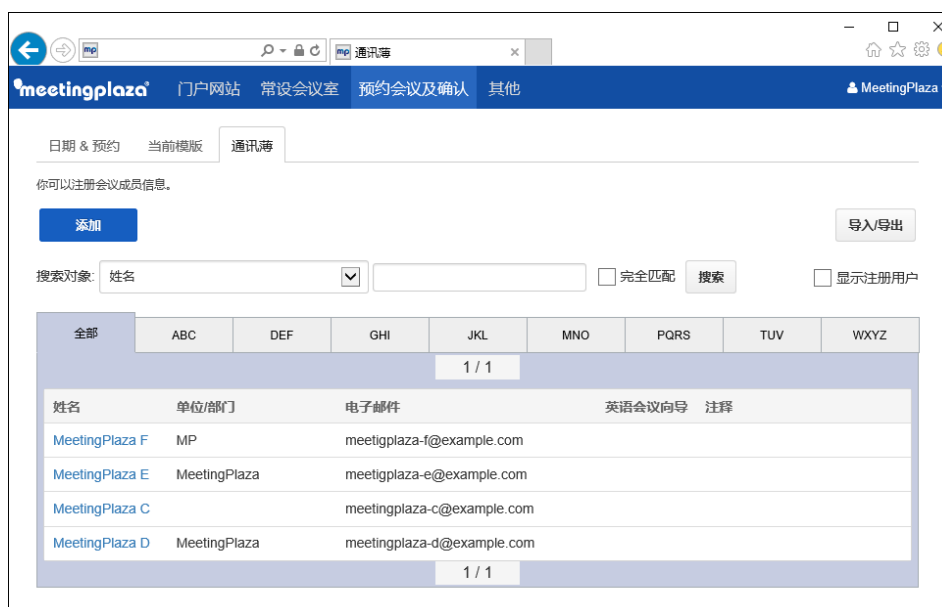 mp 通讯薄
meetingplaza 门户网站 常设会议室 预约会议及确认 其他 MeetingPlaza
日期 & 预约 当前模版 通讯薄
你可以注册会议成员信息。
添加 导入/导出
搜索对象: 姓名 完全匹配 搜索 显示注册用户
全部 ABC DEF GHI JKL MNO PQRS TUV WXYZ
1 / 1
姓名 单位/部门 电子邮件 英语会议向导 注释
MeetingPlaza F MP meetigplaza-f@example.com
MeetingPlaza E MeetingPlaza meetigplaza-e@example.com
MeetingPlaza C meetingplaza-c@example.com
MeetingPlaza D MeetingPlaza meetingplaza-d@example.com
1 / 1